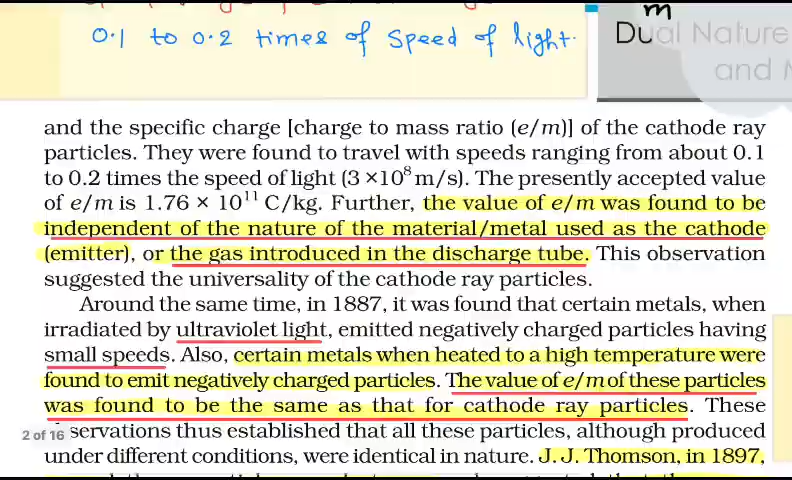 0.1 to 0.2 times of speed of light.
Dual Nature
and
and the specific charge [charge to mass ratio (e/m)] of the cathode ray
particles. They were found to travel with speeds ranging from about 0.1
to 0.2 times the speed of light (3 ×10⁸ m/s). The presently accepted value
of e/m is 1.76 × 10¹¹ C/kg. Further, the value of e/m was found to be
independent of the nature of the material/metal used as the cathode
(emitter), or the gas introduced in the discharge tube. This observation
suggested the universality of the cathode ray particles.
Around the same time, in 1887, it was found that certain metals, when
irradiated by ultraviolet light, emitted negatively charged particles having
small speeds. Also, certain metals when heated to a high temperature were
found to emit negatively charged particles. The value of e/m of these particles
was found to be the same as that for cathode ray particles. These
2 of 16 servations thus established that all these particles, although produced
under different conditions, were identical in nature. J. J. Thomson, in 1897,